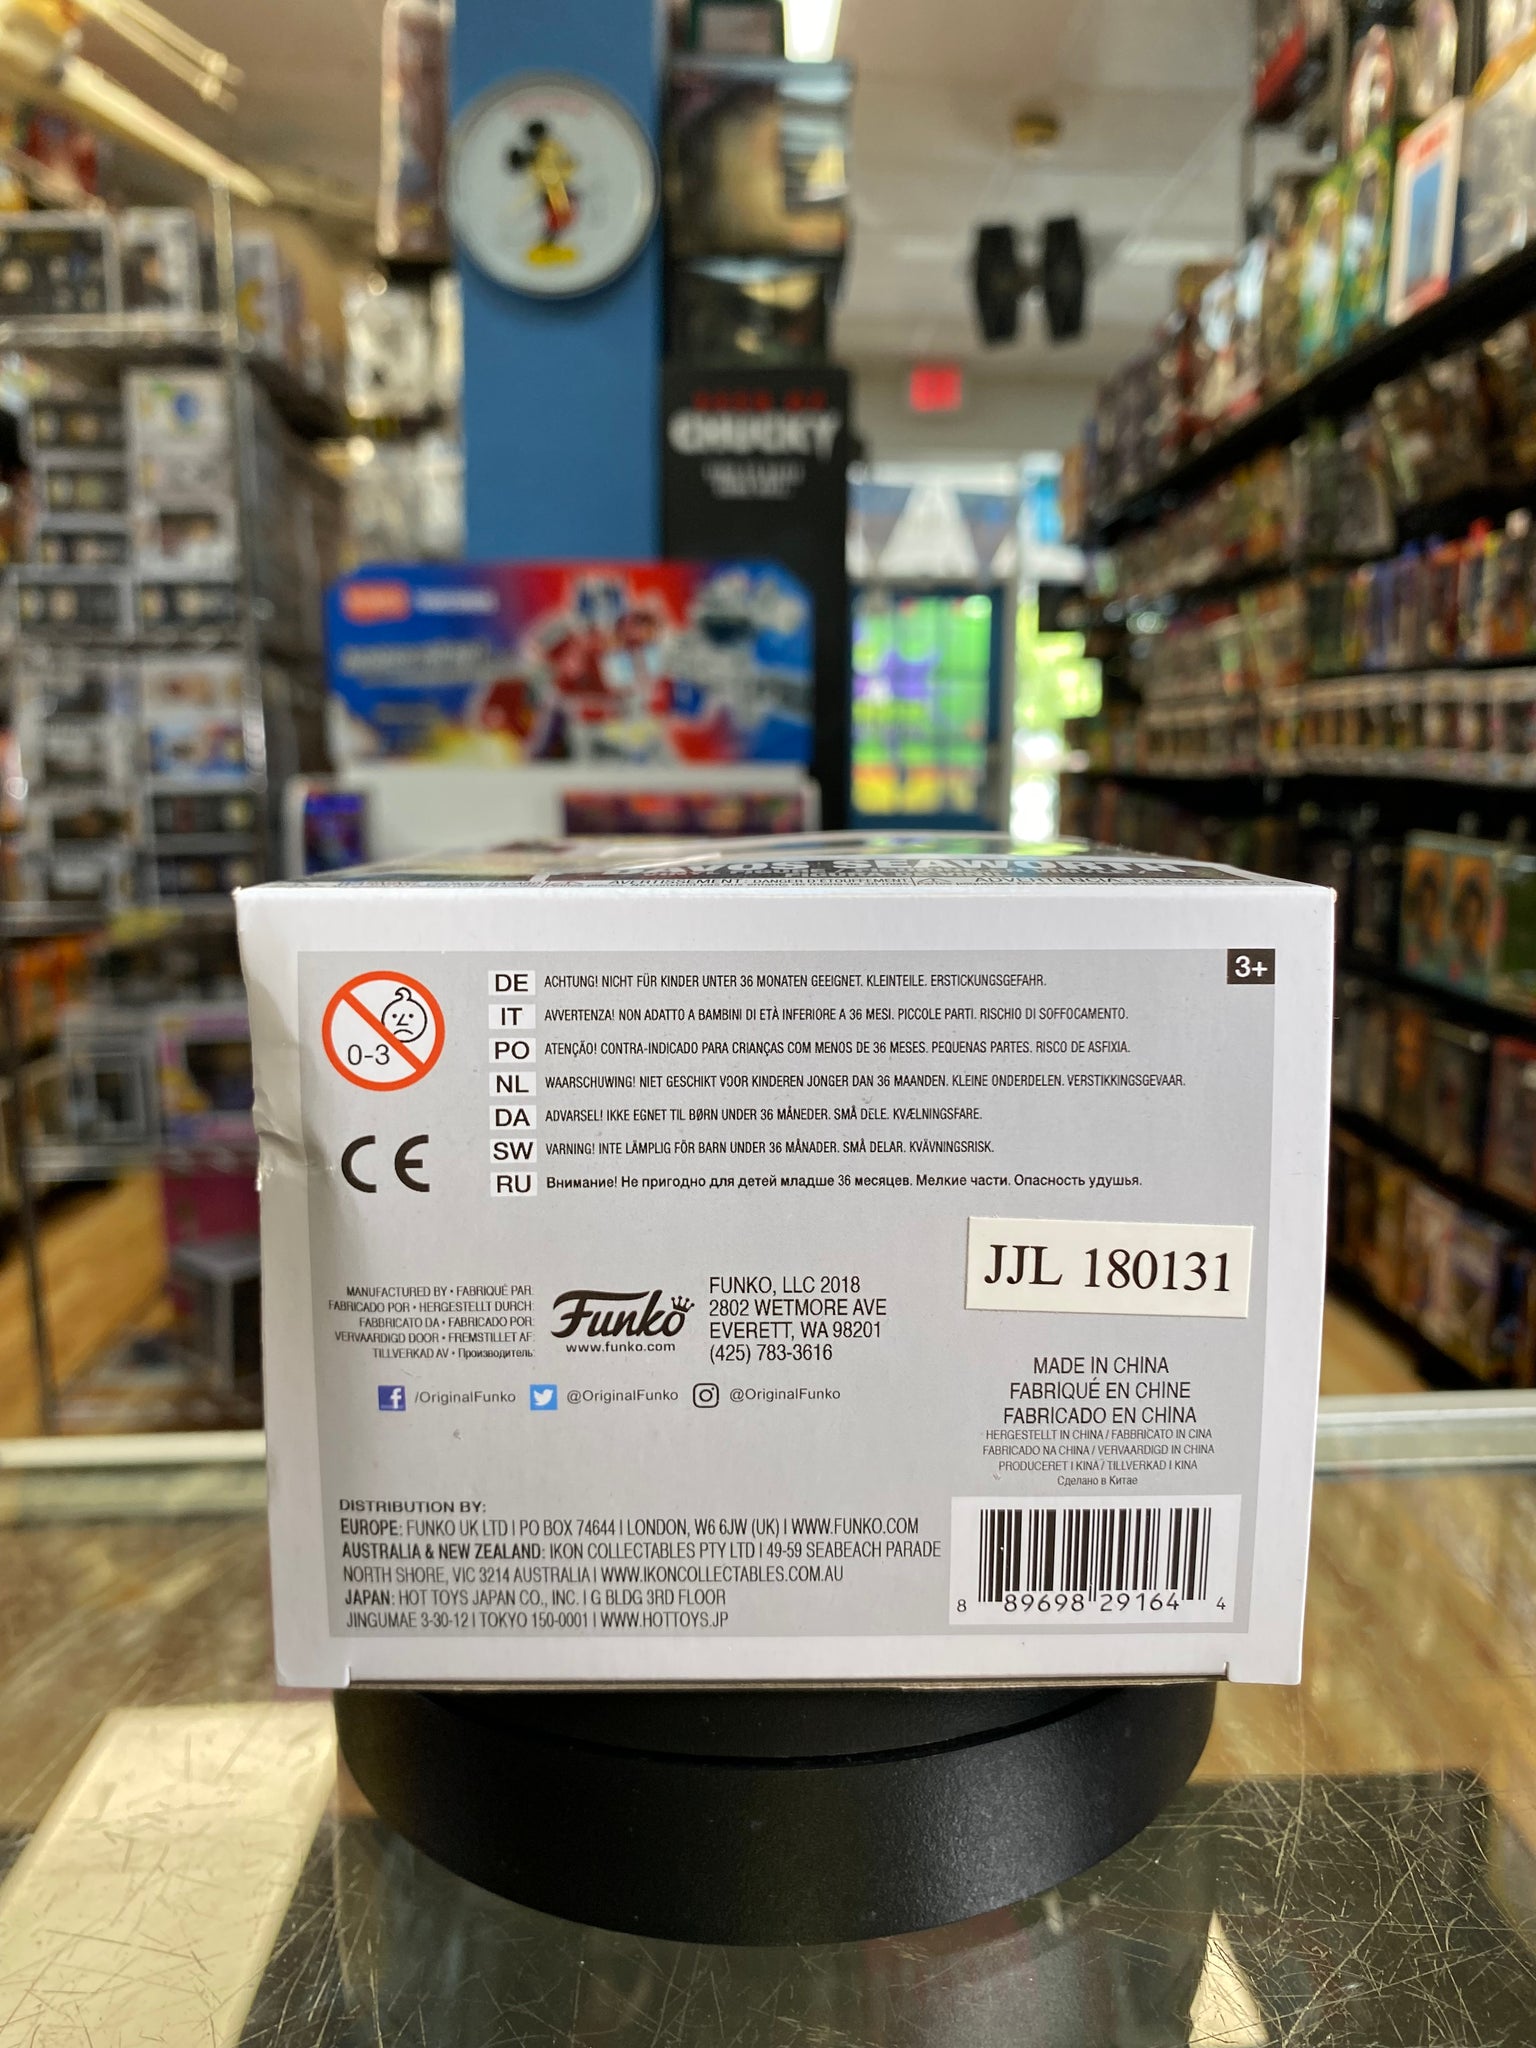 CHUCKY
SEAWORTH
AVERTISSEMENT: DANGER D'ÉTOUFFEMENT
ADVERTENCIA
3+
0-3
DE ACHTUNG! NICHT FÜR KINDER UNTER 36 MONATEN GEEIGNET. KLEINTEILE. ERSTICKUNGSGEFAHR.
IT AVVERTENZA! NON ADATTO A BAMBINI DI ETÀ INFERIORE A 36 MESI. PICCOLE PARTI. RISCHIO DI SOFFOCAMENTO.
PO ATENÇÃO! CONTRA-INDICADO PARA CRIANÇAS COM MENOS DE 36 MESES. PEQUENAS PARTES. RISCO DE ASFIXIA.
NL WAARSCHUWING! NIET GESCHIKT VOOR KINDEREN JONGER DAN 36 MAANDEN. KLEINE ONDERDELEN. VERSTIKKINGSGEVAAR.
DA ADVARSEL! IKKE EGNET TIL BØRN UNDER 36 MÅNEDER. SMÅ DELE. KVÆLNINGSFARE.
SW VARNING! INTE LÄMPLIG FÖR BARN UNDER 36 MÅNADER. SMÅ DELAR. KVÄVNINGSRISK.
RU Внимание! Не пригодно для детей младше 36 месяцев. Мелкие части. Опасность удушья.
CE
JJL 180131
MANUFACTURED BY • FABRIQUÉ PAR:
FABRICADO POR • HERGESTELLT DURCH:
FABBRICATO DA • FABRICADO POR:
VERVAARDIGD DOOR • FREMSTILLET AF:
TILLVERKAD AV • Производитель:
Funko
www.funko.com
FUNKO, LLC 2018
2802 WETMORE AVE
EVERETT, WA 98201
(425) 783-3616
/OriginalFunko @OriginalFunko @OriginalFunko
MADE IN CHINA
FABRIQUÉ EN CHINE
FABRICADO EN CHINA
HERGESTELLT IN CHINA / FABBRICATO IN CINA
FABRICADO NA CHINA / VERVAARDIGD IN CHINA
PRODUCERET I KINA / TILLVERKAD I KINA
Сделано в Китае
DISTRIBUTION BY:
EUROPE: FUNKO UK LTD | PO BOX 74644 | LONDON, W6 6JW (UK) | WWW.FUNKO.COM
AUSTRALIA & NEW ZEALAND: IKON COLLECTABLES PTY LTD | 49-59 SEABEACH PARADE
NORTH SHORE, VIC 3214 AUSTRALIA | WWW.IKONCOLLECTABLES.COM.AU
JAPAN: HOT TOYS JAPAN CO., INC. | G BLDG 3RD FLOOR
JINGUMAE 3-30-12 | TOKYO 150-0001 | WWW.HOTTOYS.JP
8 89698 29164 4